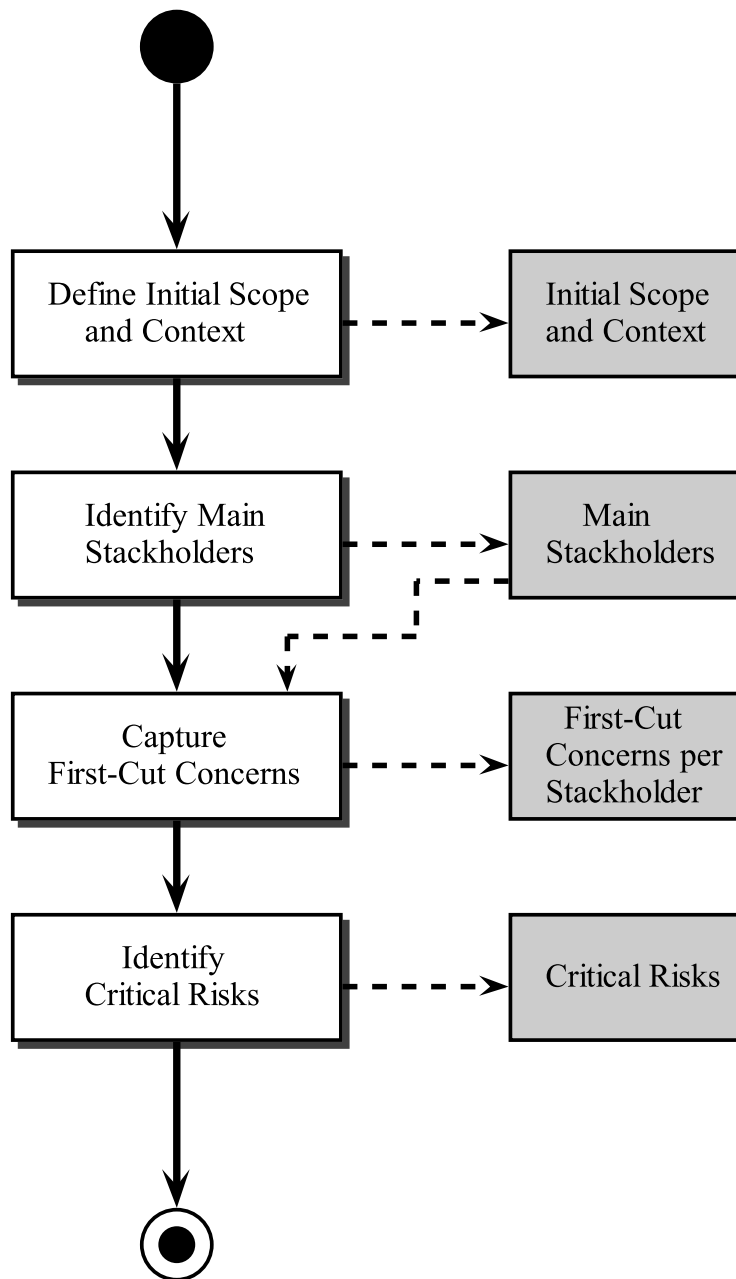 Define Initial Scope
and Context
Initial Scope
and Context
Identify Main
Stackholders
Main
Stackholders
Capture
First-Cut Concerns
First-Cut
Concerns per
Stackholder
Identify
Critical Risks
Critical Risks